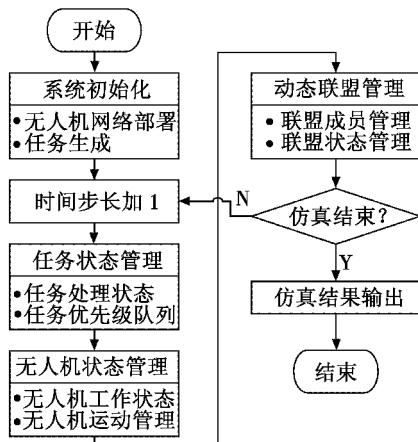 开始
系统初始化
•无人机网络部署
•任务生成
时间步长加 1
任务状态管理
•任务处理状态
•任务优先级队列
无人机状态管理
•无人机工作状态
•无人机运动管理
动态联盟管理
• 联盟成员管理
• 联盟状态管理
N
仿真结束?
Y
仿真结果输出
结束